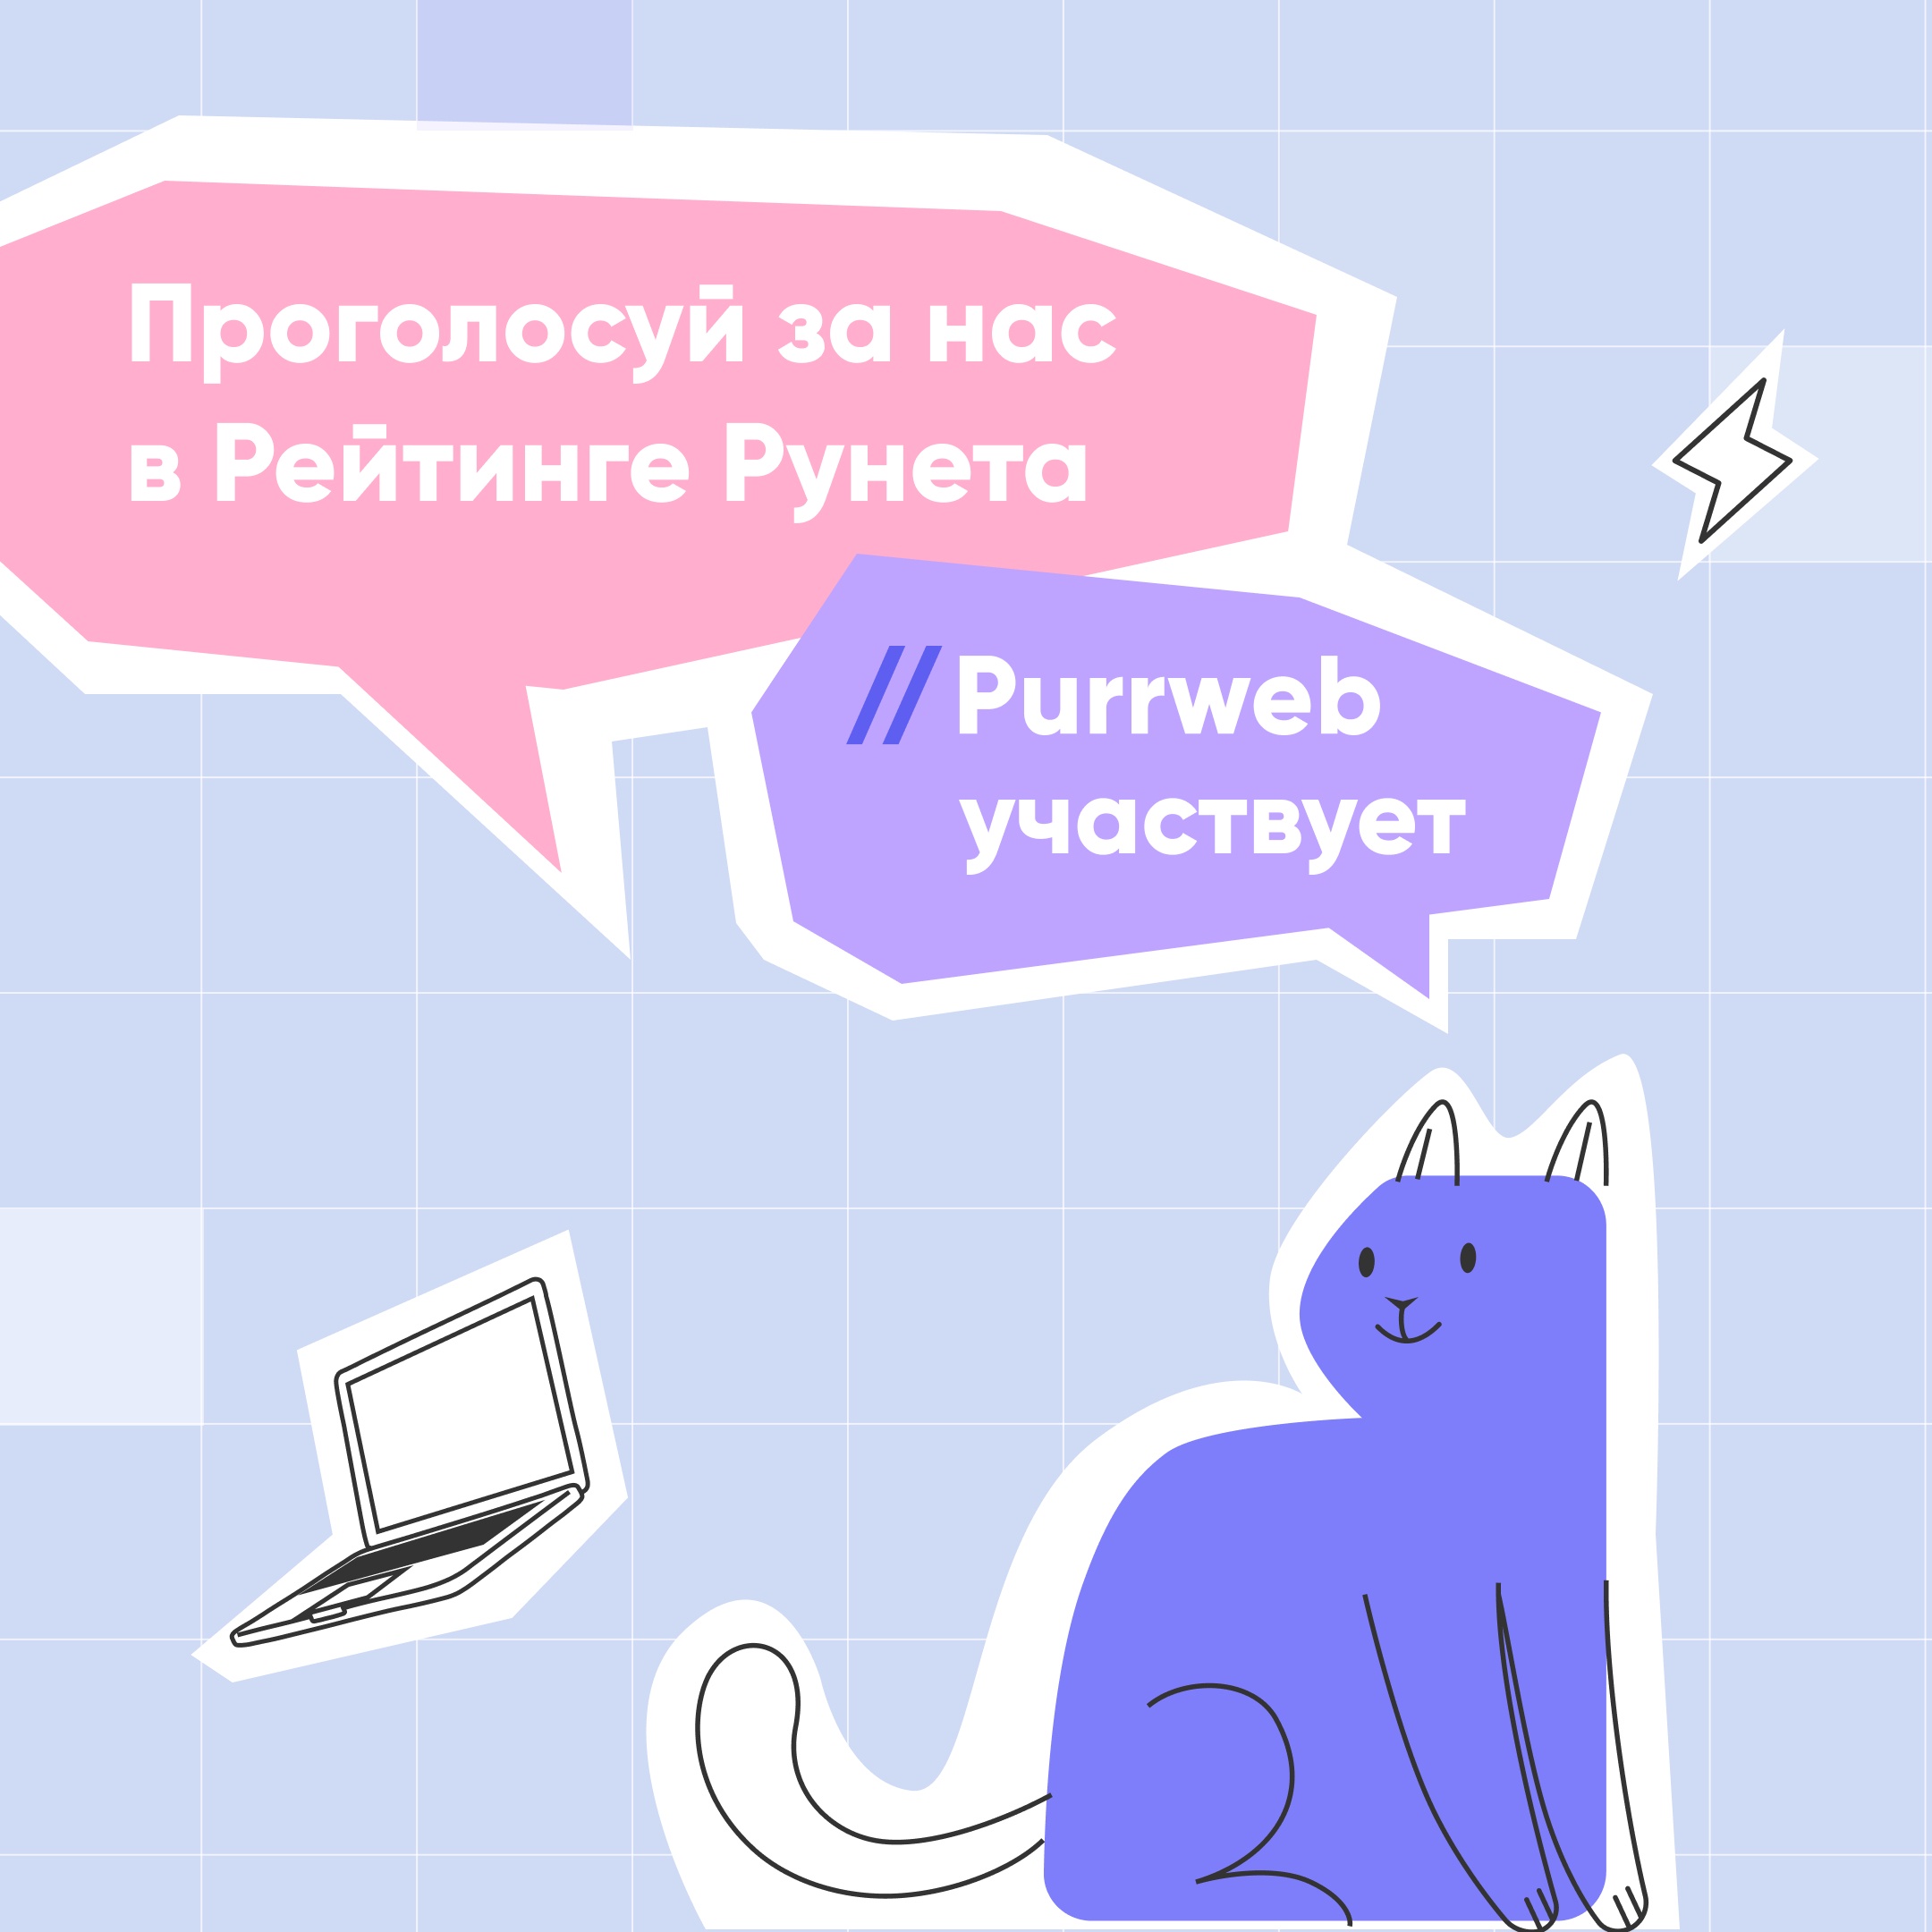 Проголосуй за нас
в Рейтинге Рунета
// Purrweb
участвует